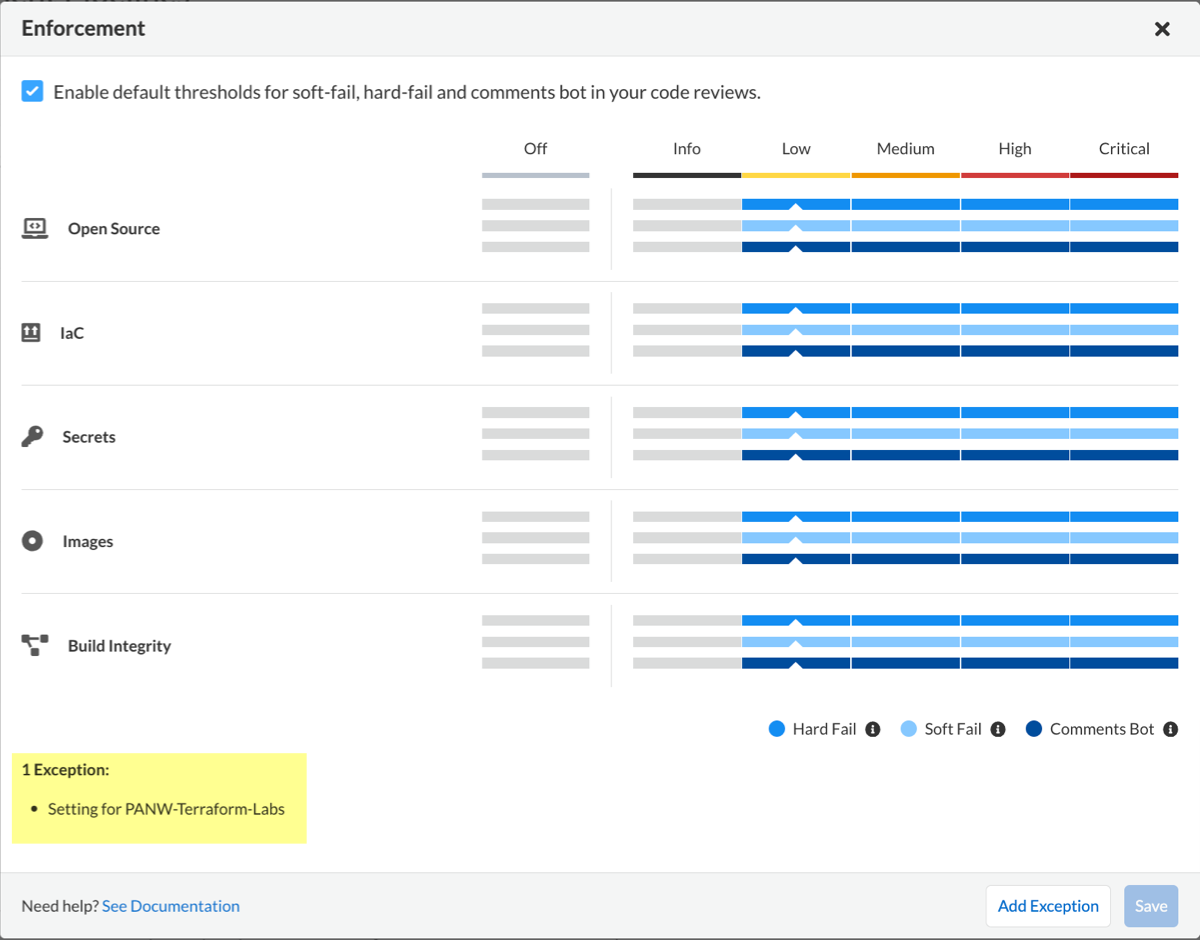 Enforcement
Enable default thresholds for soft-fail, hard-fail and comments bot in your code reviews.
Off Info Low Medium High Critical
Open Source
IaC
Secrets
Images
Build Integrity
Hard Fail Soft Fail Comments Bot
1 Exception:
• Setting for PANW-Terraform-Labs
Need help? See Documentation Add Exception Save